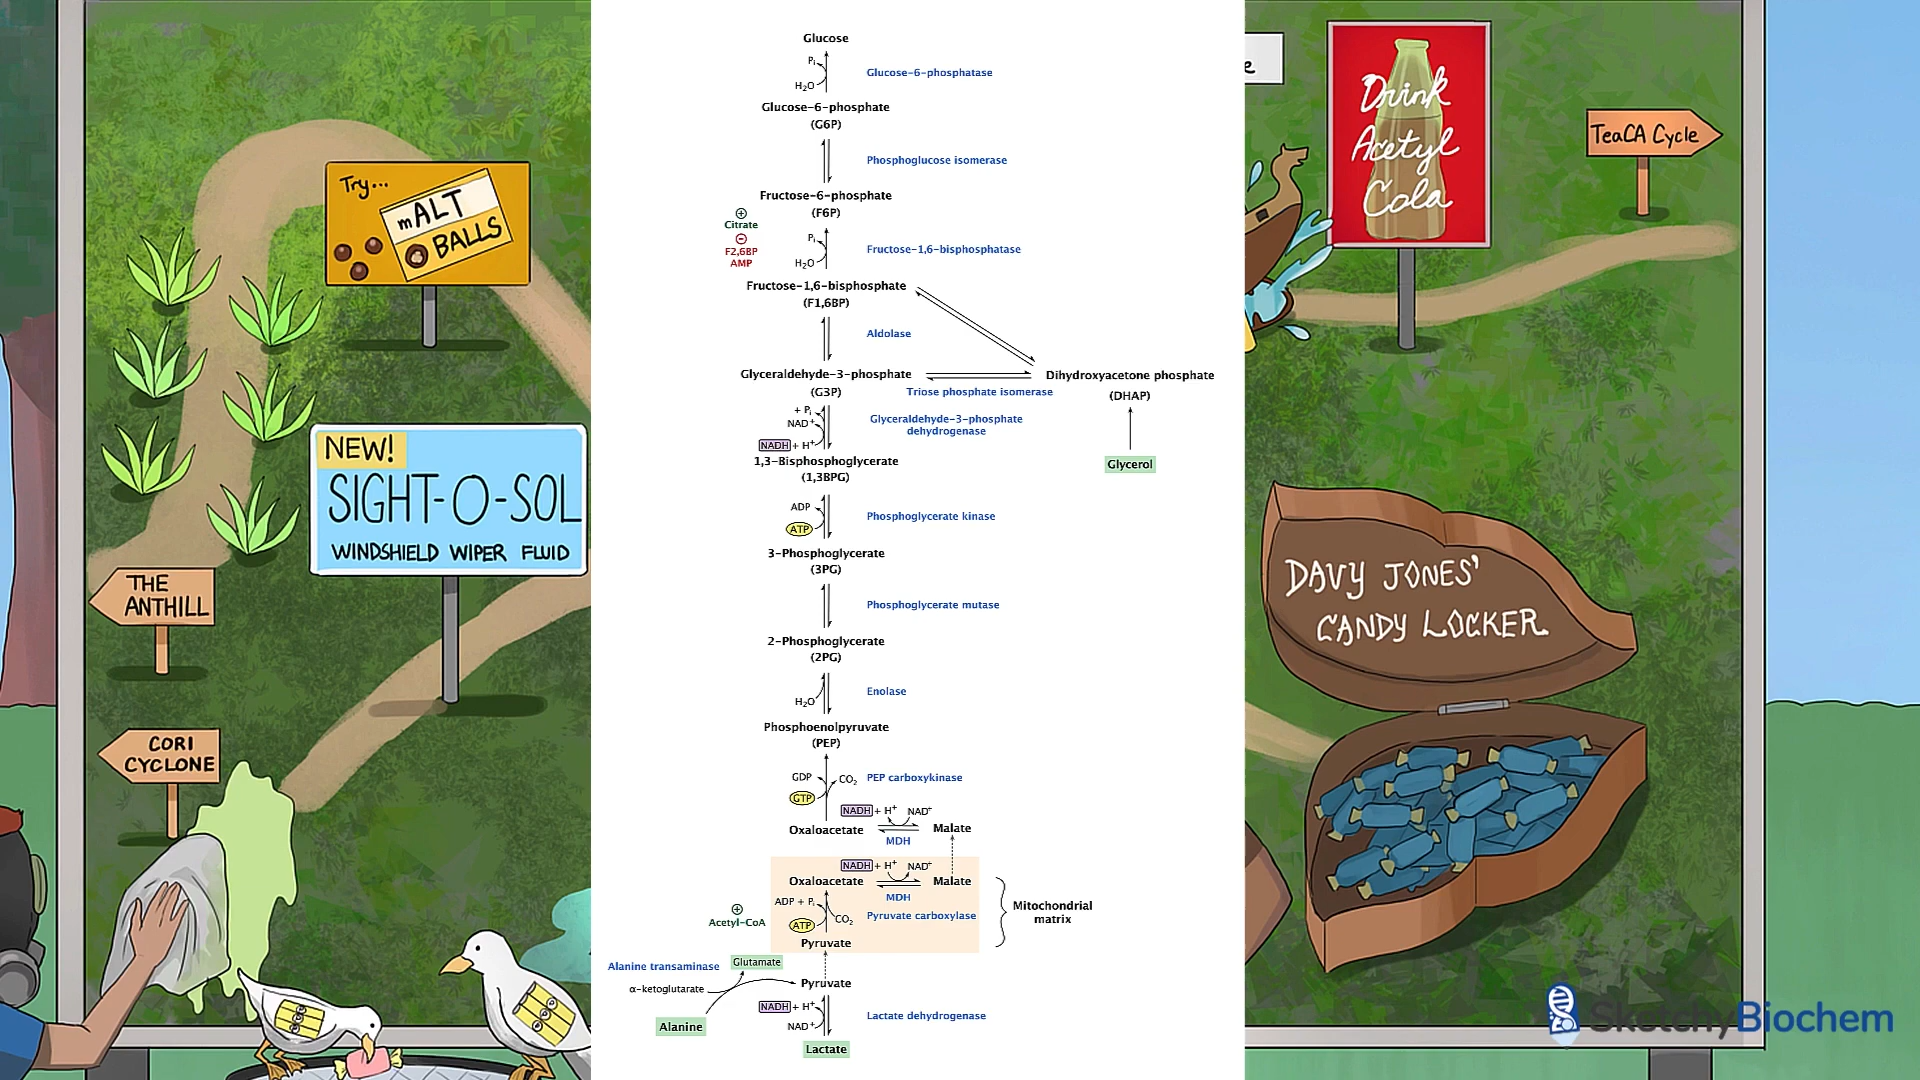 Try...
mALT
BALLS
NEW!
SIGHT-O-SOL
WINDSHIELD WIPER FLUID
THE
ANTHILL
CORI
CYCLONE
Glucose
Pi
H2O
Glucose-6-phosphatase
Glucose-6-phosphate
(G6P)
Phosphoglucose isomerase
Fructose-6-phosphate
(F6P)
+
Citrate
−
F2,6BP
AMP
Pi
H2O
Fructose-1,6-bisphosphatase
Fructose-1,6-bisphosphate
(F1,6BP)
Aldolase
Glyceraldehyde-3-phosphate
(G3P)
Triose phosphate isomerase
Dihydroxyacetone phosphate
(DHAP)
Glycerol
+ Pi
NAD+
NADH + H+
Glyceraldehyde-3-phosphate
dehydrogenase
1,3-Bisphosphoglycerate
(1,3BPG)
ADP
ATP
Phosphoglycerate kinase
3-Phosphoglycerate
(3PG)
Phosphoglycerate mutase
2-Phosphoglycerate
(2PG)
H2O
Enolase
Phosphoenolpyruvate
(PEP)
GDP
CO2
GTP
PEP carboxykinase
NADH + H+ NAD+
Oxaloacetate
Malate
MDH
NADH + H+ NAD+
Oxaloacetate
Malate
MDH
ADP + Pi
CO2
ATP
+
Acetyl-CoA
Pyruvate carboxylase
Pyruvate
Mitochondrial
matrix
Alanine transaminase
Glutamate
α-ketoglutarate
Alanine
Pyruvate
NADH + H+
NAD+
Lactate dehydrogenase
Lactate
e
Drink
Acetyl
Cola
TeaCA Cycle
DAVY JONES'
CANDY LOCKER
SketchyBiochem